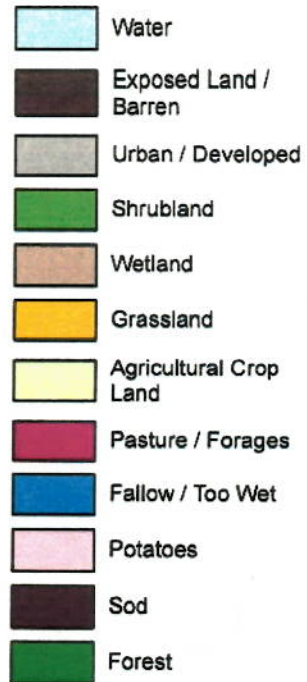 Water
Exposed Land /
Barren
Urban / Developed
Shrubland
Wetland
Grassland
Agricultural Crop
Land
Pasture / Forages
Fallow / Too Wet
Potatoes
Sod
Forest